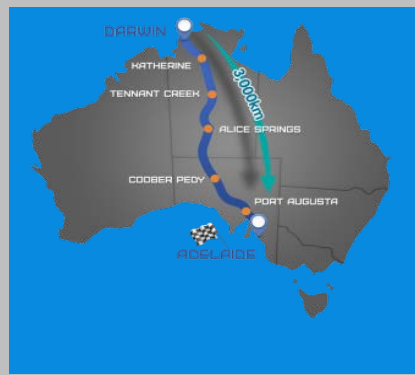 DARWIN
KATHERINE
TENNANT CREEK
3,000km
ALICE SPRINGS
COOBER PEDY
PORT AUGUSTA
ADELAIDE